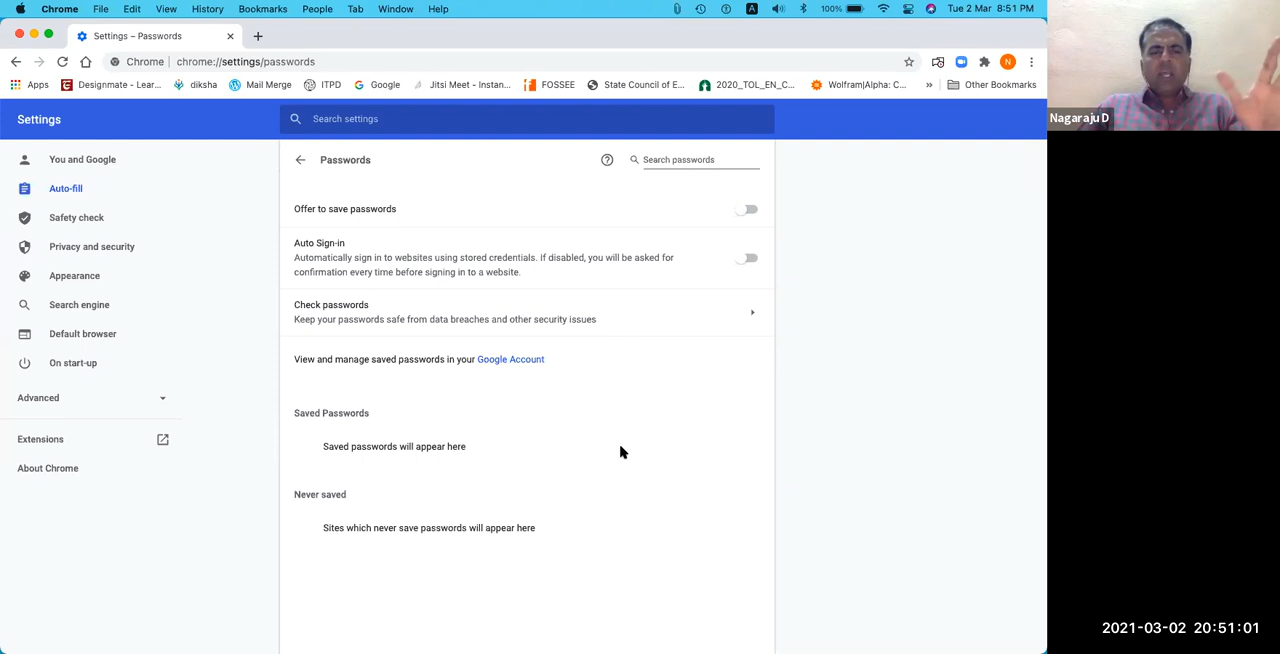 Chrome File Edit View History Bookmarks People Tab Window Help A 100% Tue 2 Mar 8:51 PM
Settings – Passwords
Chrome chrome://settings/passwords N
Apps Designmate - Lear... diksha Mail Merge ITPD Google Jitsi Meet - Instan... FOSSEE State Council of E... 2020_TOL_EN_C... Wolfram|Alpha: C... » Other Bookmarks
Settings
Search settings
You and Google
Auto-fill
Safety check
Privacy and security
Appearance
Search engine
Default browser
On start-up
Advanced
Extensions
About Chrome
Passwords
Search passwords
Offer to save passwords
Auto Sign-in
Automatically sign in to websites using stored credentials. If disabled, you will be asked for
confirmation every time before signing in to a website.
Check passwords
Keep your passwords safe from data breaches and other security issues
View and manage saved passwords in your Google Account
Saved Passwords
Saved passwords will appear here
Never saved
Sites which never save passwords will appear here
Nagaraju D
2021-03-02 20:51:01